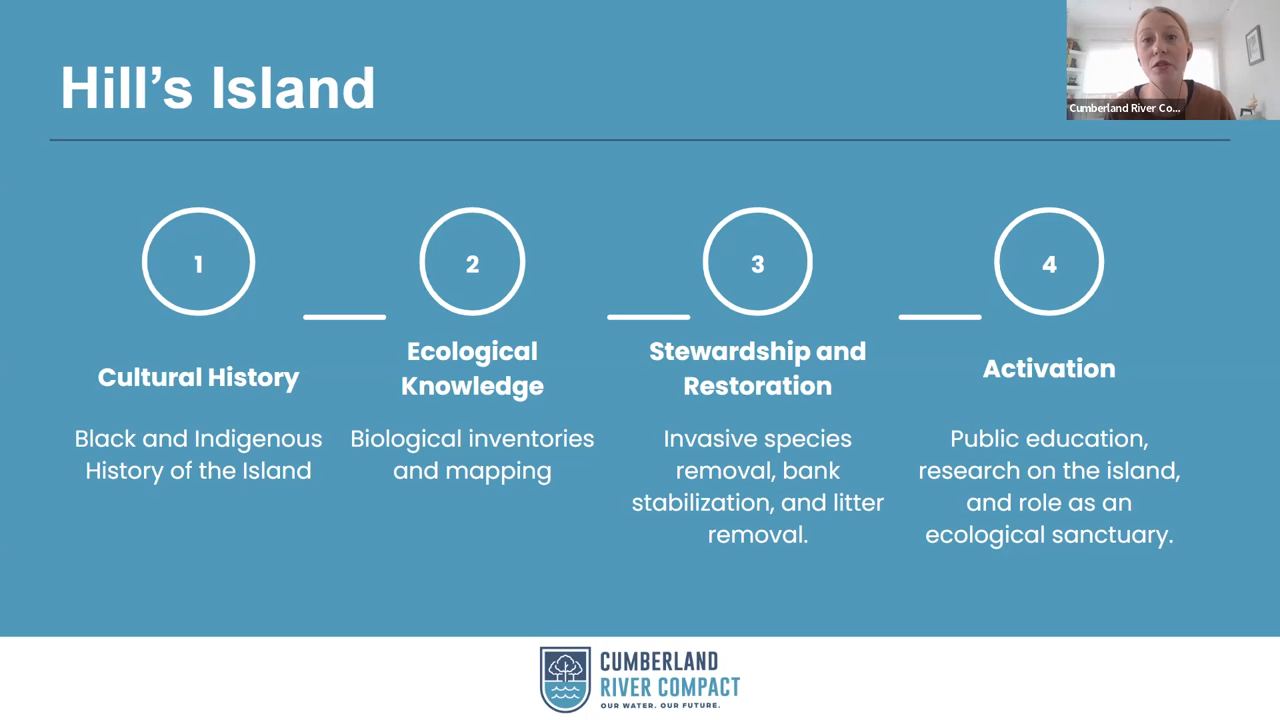 Hill's Island
Cumberland River Co...
1
2
3
4
Cultural History
Black and Indigenous
History of the Island
Ecological
Knowledge
Biological inventories
and mapping
Stewardship and
Restoration
Invasive species
removal, bank
stabilization, and litter
removal.
Activation
Public education,
research on the island,
and role as an
ecological sanctuary.
CUMBERLAND
RIVER COMPACT
OUR WATER. OUR FUTURE.